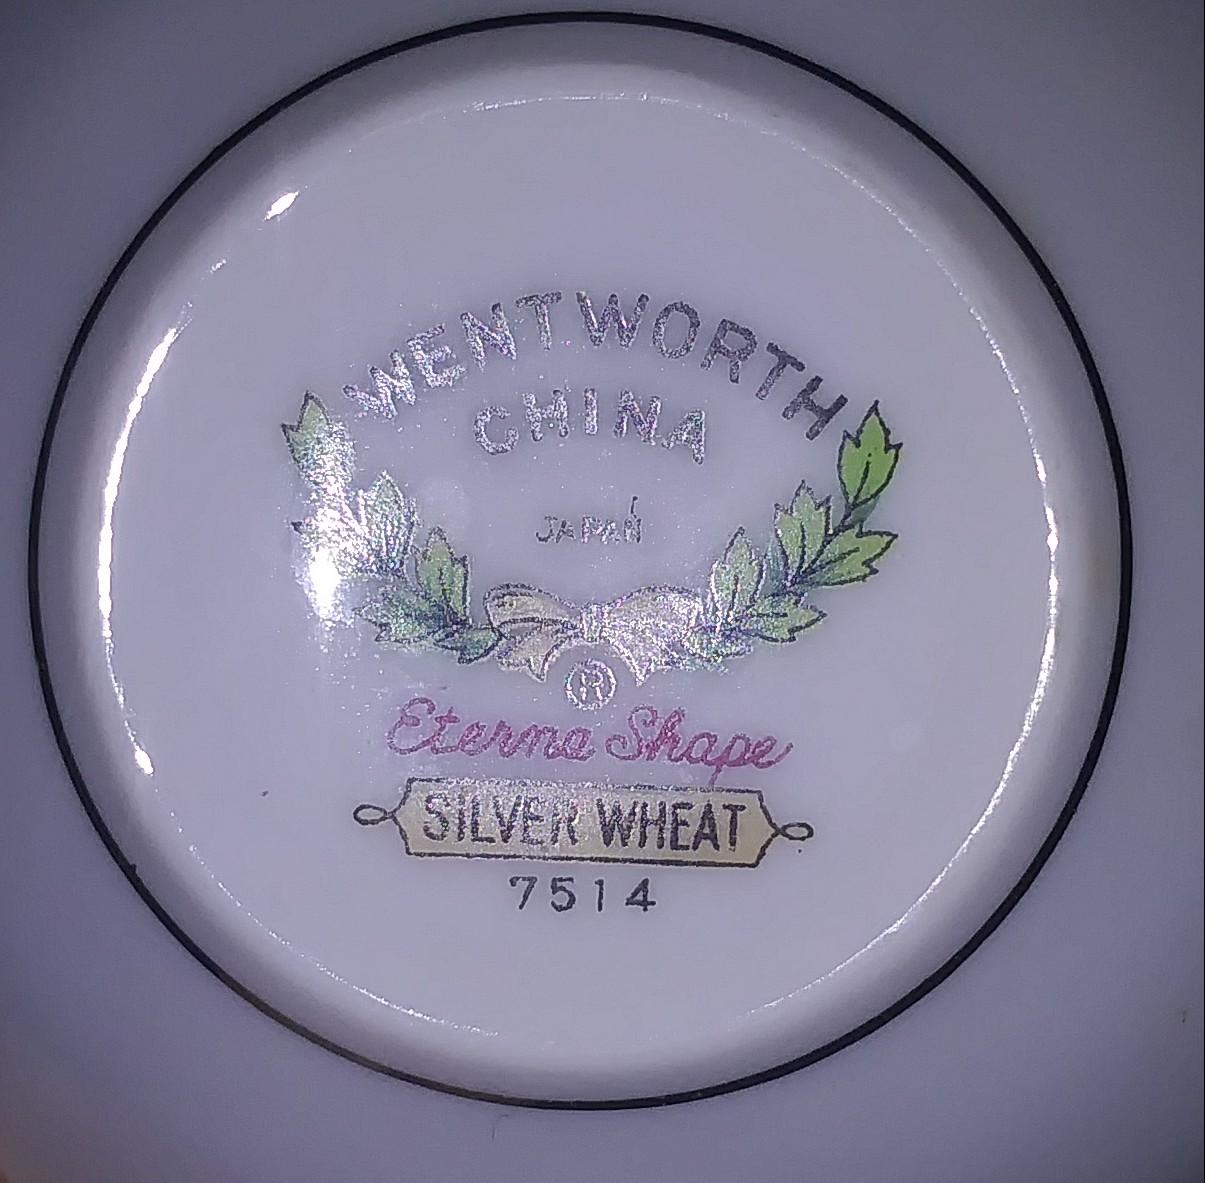 WENTWORTH
CHINA
JAPAN
®
Eterna Shape
SILVER WHEAT
7514